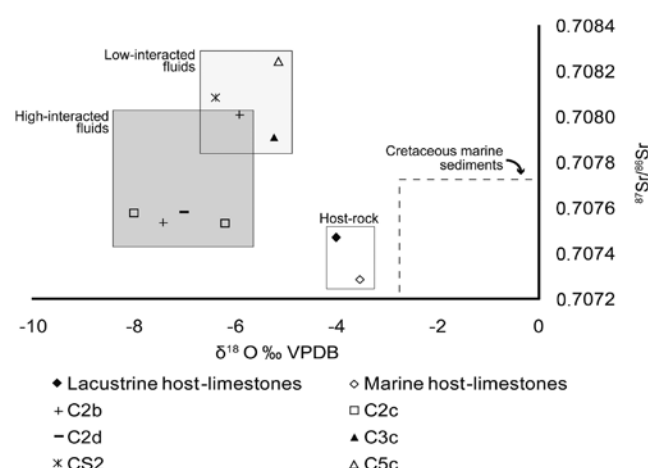 Low-interacted
fluids
High-interacted
fluids
Cretaceous marine
sediments
Host-rock
0.7084
0.7082
0.7080
0.7078
0.7076
0.7074
0.7072
⁸⁷Sr/⁸⁶Sr
-10 -8 -6 -4 -2 0
δ¹⁸ O ‰ VPDB
Lacustrine host-limestones Marine host-limestones
C2b C2c
C2d C3c
CS2 C5c